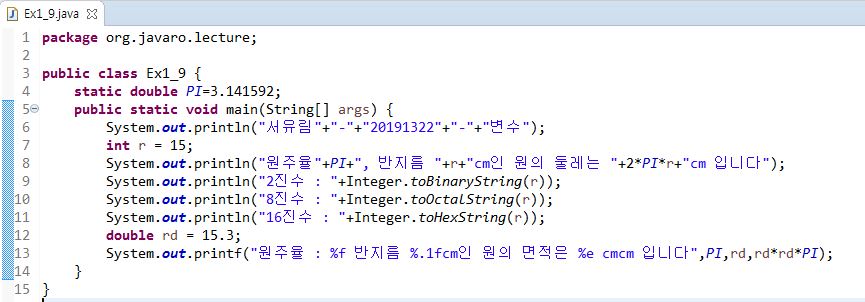 Ex1_9.java
1 package org.javaro.lecture;
2
3 public class Ex1_9 {
4     static double PI=3.141592;
5     public static void main(String[] args) {
6         System.out.println("서유림"+"-"+"20191322"+"-"+"변수");
7         int r = 15;
8         System.out.println("원주율"+PI+", 반지름 "+r+"cm인 원의 둘레는 "+2*PI*r+"cm 입니다");
9         System.out.println("2진수 : "+Integer.toBinaryString(r));
10         System.out.println("8진수 : "+Integer.toOctalString(r));
11         System.out.println("16진수 : "+Integer.toHexString(r));
12         double rd = 15.3;
13         System.out.printf("원주율 : %f 반지름 %.1fcm인 원의 면적은 %e cmcm 입니다",PI,rd,rd*rd*PI);
14     }
15 }